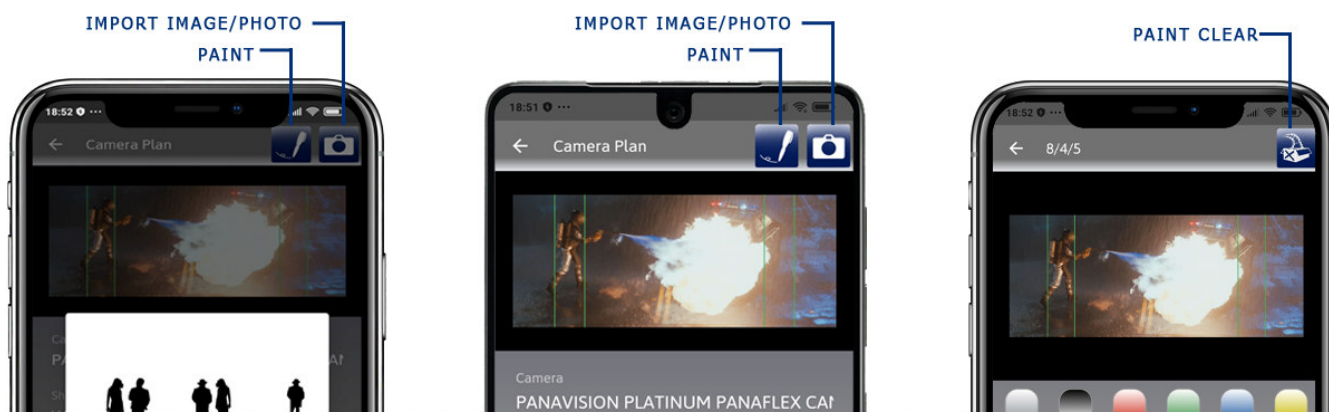 IMPORT IMAGE/PHOTO
PAINT
18:52
Camera Plan
IMPORT IMAGE/PHOTO
PAINT
18:51
Camera Plan
Camera
PANAVISION PLATINUM PANAFLEX
PAINT CLEAR
18:52
8/4/5